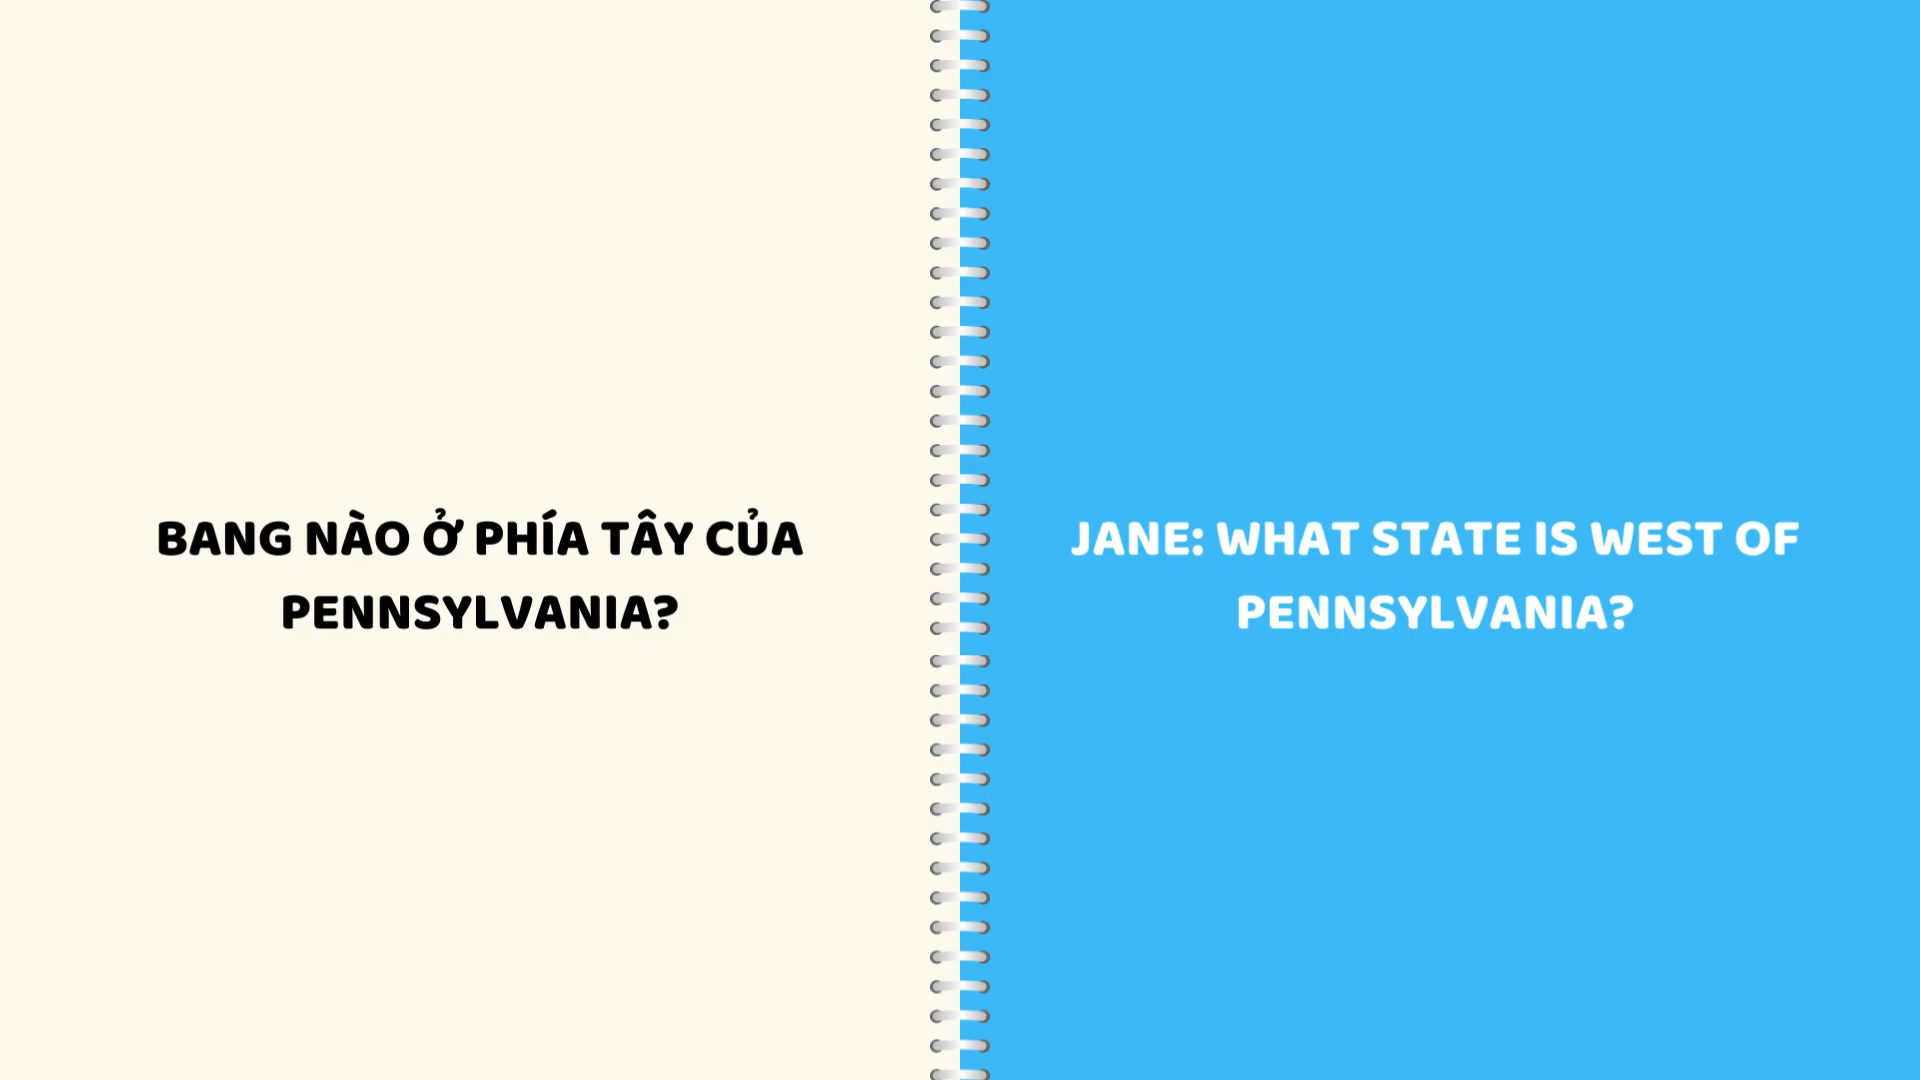 BANG NÀO Ở PHÍA TÂY CỦA
PENNSYLVANIA?
JANE: WHAT STATE IS WEST OF
PENNSYLVANIA?